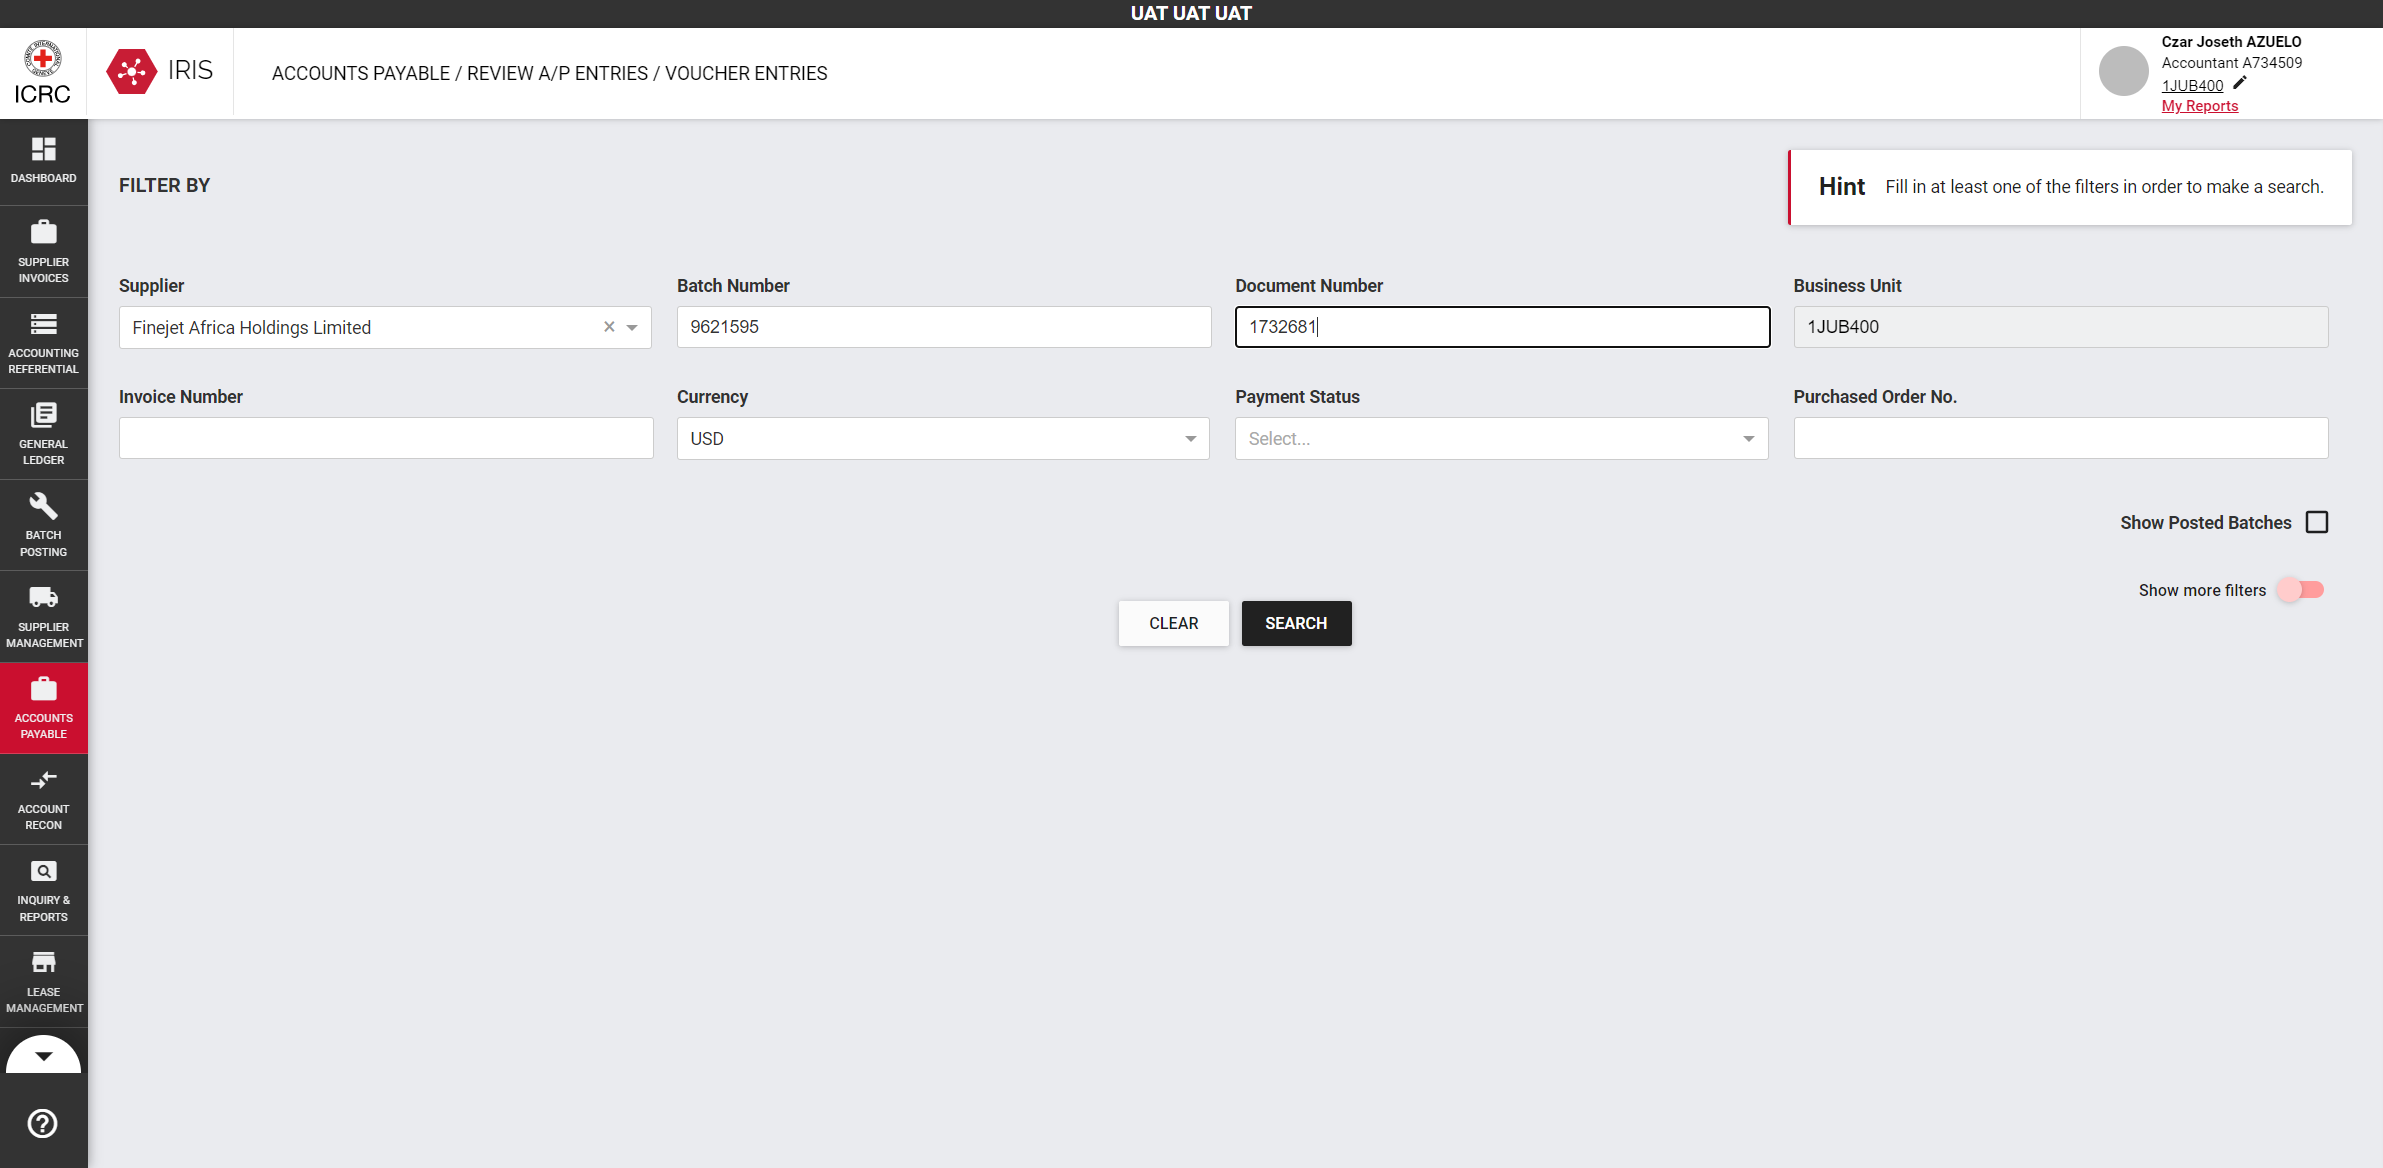 UAT UAT UAT
ICRC
IRIS
ACCOUNTS PAYABLE / REVIEW A/P ENTRIES / VOUCHER ENTRIES
Czar Joseth AZUELO
Accountant A734509
1JUB400
My Reports
DASHBOARD
SUPPLIER
INVOICES
ACCOUNTING
REFERENTIAL
GENERAL
LEDGER
BATCH
POSTING
SUPPLIER
MANAGEMENT
ACCOUNTS
PAYABLE
ACCOUNT
RECON
INQUIRY &
REPORTS
LEASE
MANAGEMENT
FILTER BY
Hint Fill in at least one of the filters in order to make a search.
Supplier Batch Number Document Number Business Unit
Finejet Africa Holdings Limited 9621595 1732681 1JUB400
Invoice Number Currency Payment Status Purchased Order No.
USD Select...
Show Posted Batches
Show more filters
CLEAR SEARCH